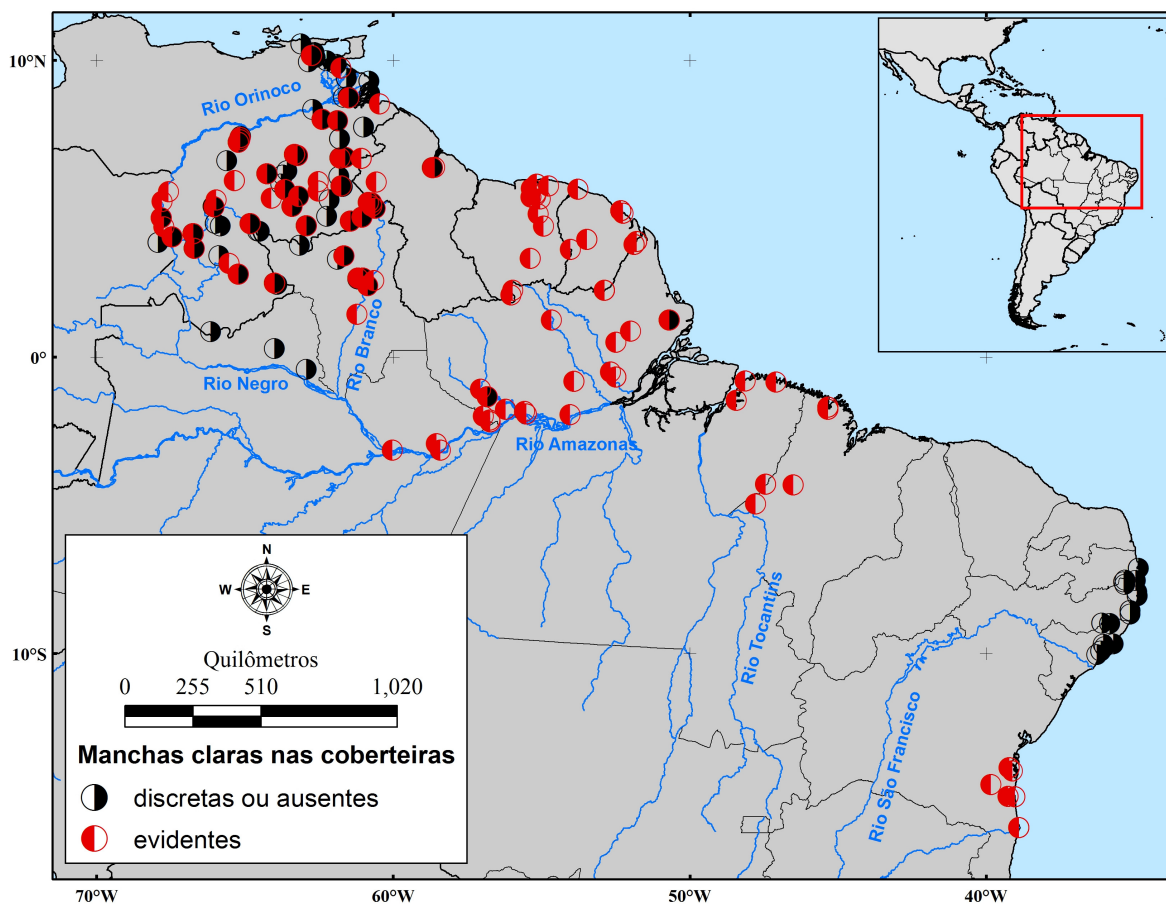 10°N
0°
10°S
70°W
60°W
50°W
40°W
Rio Orinoco
Rio Branco
Rio Negro
Rio Amazonas
Rio Tocantins
Rio São Francisco
N
W
E
S
Quilômetros
0 255 510 1,020
Manchas claras nas coberteiras
discretas ou ausentes
evidentes